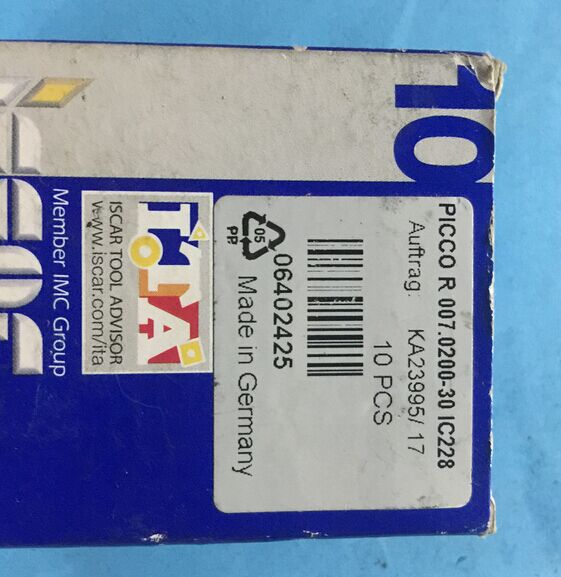 10
PICCO R 007.0200-30 IC228
Auftrag: KA23995/ 17
10 PCS
06402425
05
PP
Made in Germany
ITA
ISCAR TOOL ADVISOR
www.iscar.com/ita
Member IMC Group